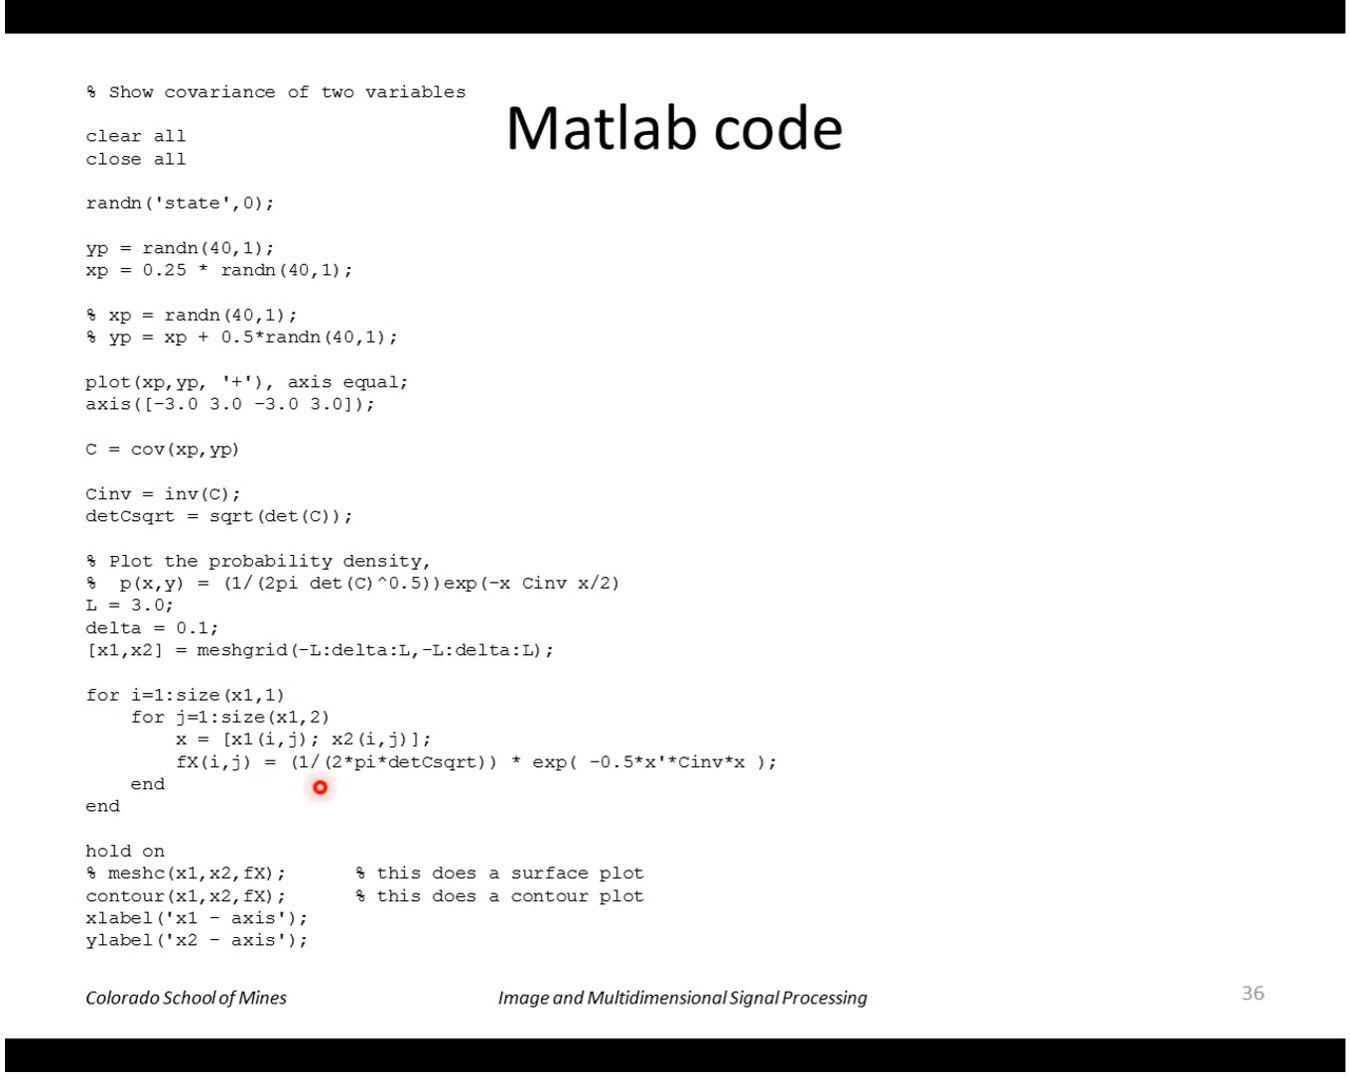 % Show covariance of two variables
Matlab code
clear all
close all
randn('state',0);
yp = randn(40,1);
xp = 0.25 * randn(40,1);
% xp = randn(40,1);
% yp = xp + 0.5*randn(40,1);
plot(xp,yp, '+'), axis equal;
axis([-3.0 3.0 -3.0 3.0]);
C = cov(xp,yp)
Cinv = inv(C);
detCsqrt = sqrt(det(C));
% Plot the probability density,
%  p(x,y) = (1/(2pi det(C)^0.5))exp(-x Cinv x/2)
L = 3.0;
delta = 0.1;
[x1,x2] = meshgrid(-L:delta:L,-L:delta:L);
for i=1:size(x1,1)
    for j=1:size(x1,2)
        x = [x1(i,j); x2(i,j)];
        fX(i,j) = (1/(2*pi*detCsqrt)) * exp( -0.5*x'*Cinv*x );
    end
end
hold on
% meshc(x1,x2,fX);      % this does a surface plot
contour(x1,x2,fX);      % this does a contour plot
xlabel('x1 - axis');
ylabel('x2 - axis');
Colorado School of Mines
Image and Multidimensional Signal Processing
36